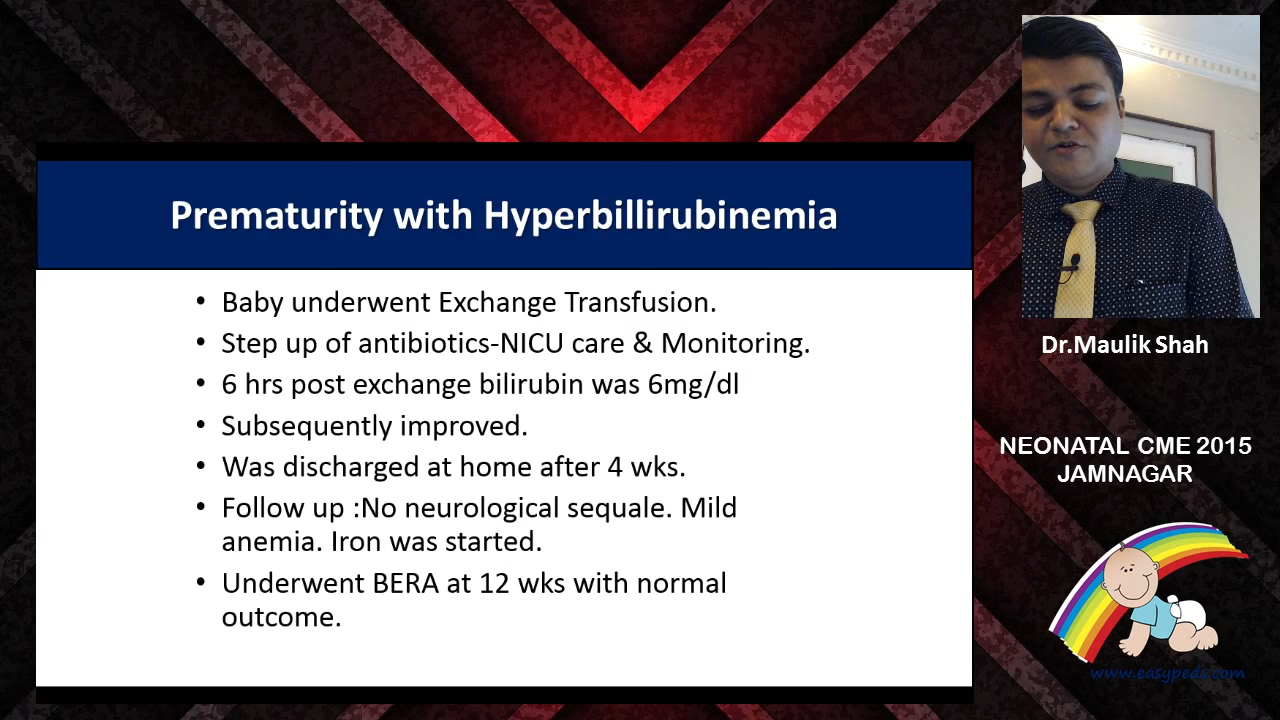 Prematurity with Hyperbillirubinemia
• Baby underwent Exchange Transfusion.
• Step up of antibiotics-NICU care & Monitoring.
• 6 hrs post exchange bilirubin was 6mg/dl
• Subsequently improved.
• Was discharged at home after 4 wks.
• Follow up :No neurological sequale. Mild
anemia. Iron was started.
• Underwent BERA at 12 wks with normal
outcome.
Dr.Maulik Shah
NEONATAL CME 2015
JAMNAGAR
www.easypeds.com